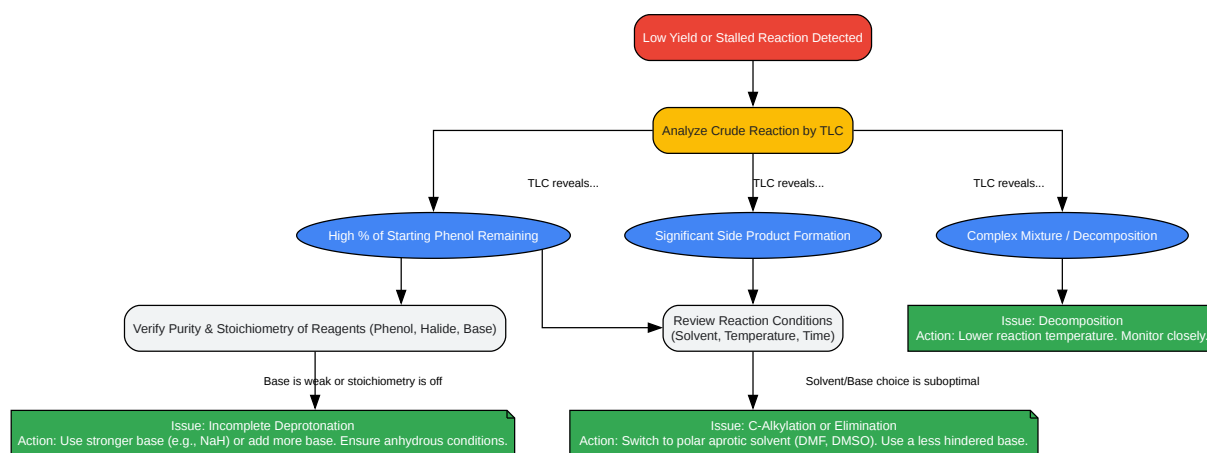 Low Yield or Stalled Reaction Detected
Analyze Crude Reaction by TLC
TLC reveals...
TLC reveals...
TLC reveals...
High % of Starting Phenol Remaining
Significant Side Product Formation
Complex Mixture / Decomposition
Verify Purity & Stoichiometry of Reagents (Phenol, Halide, Base)
Review Reaction Conditions
(Solvent, Temperature, Time)
Issue: Decomposition
Action: Lower reaction temperature. Monitor closely.
Base is weak or stoichiometry is off
Solvent/Base choice is suboptimal
Issue: Incomplete Deprotonation
Action: Use stronger base (e.g., NaH) or add more base. Ensure anhydrous conditions.
Issue: C-Alkylation or Elimination
Action: Switch to polar aprotic solvent (DMF, DMSO). Use a less hindered base.